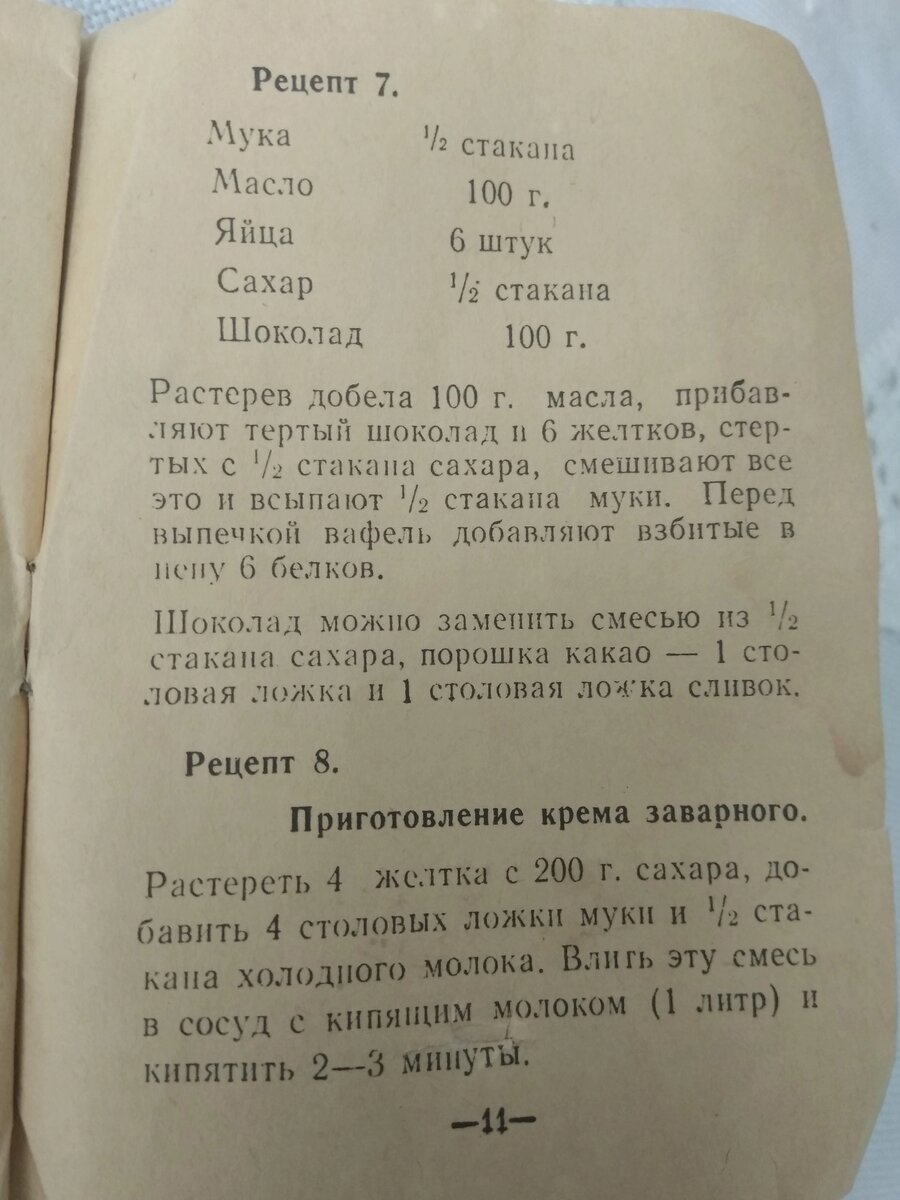 Рецепт 7.
Мука ½ стакана
Масло 100 г.
Яйца 6 штук
Сахар ½ стакана
Шоколад 100 г.
Растерев добела 100 г. масла, прибав-
ляют тертый шоколад и 6 желтков, стер-
тых с ½ стакана сахара, смешивают все
это и всыпают ½ стакана муки. Перед
выпечкой вафель добавляют взбитые в
пену 6 белков.
Шоколад можно заменить смесью из ½
стакана сахара, порошка какао — 1 сто-
ловая ложка и 1 столовая ложка сливок.
Рецепт 8.
Приготовление крема заварного.
Растереть 4 желтка с 200 г. сахара, до-
бавить 4 столовых ложки муки и ½ ста-
кана холодного молока. Влить эту смесь
в сосуд с кипящим молоком (1 литр) и
кипятить 2—3 минуты.
—11—